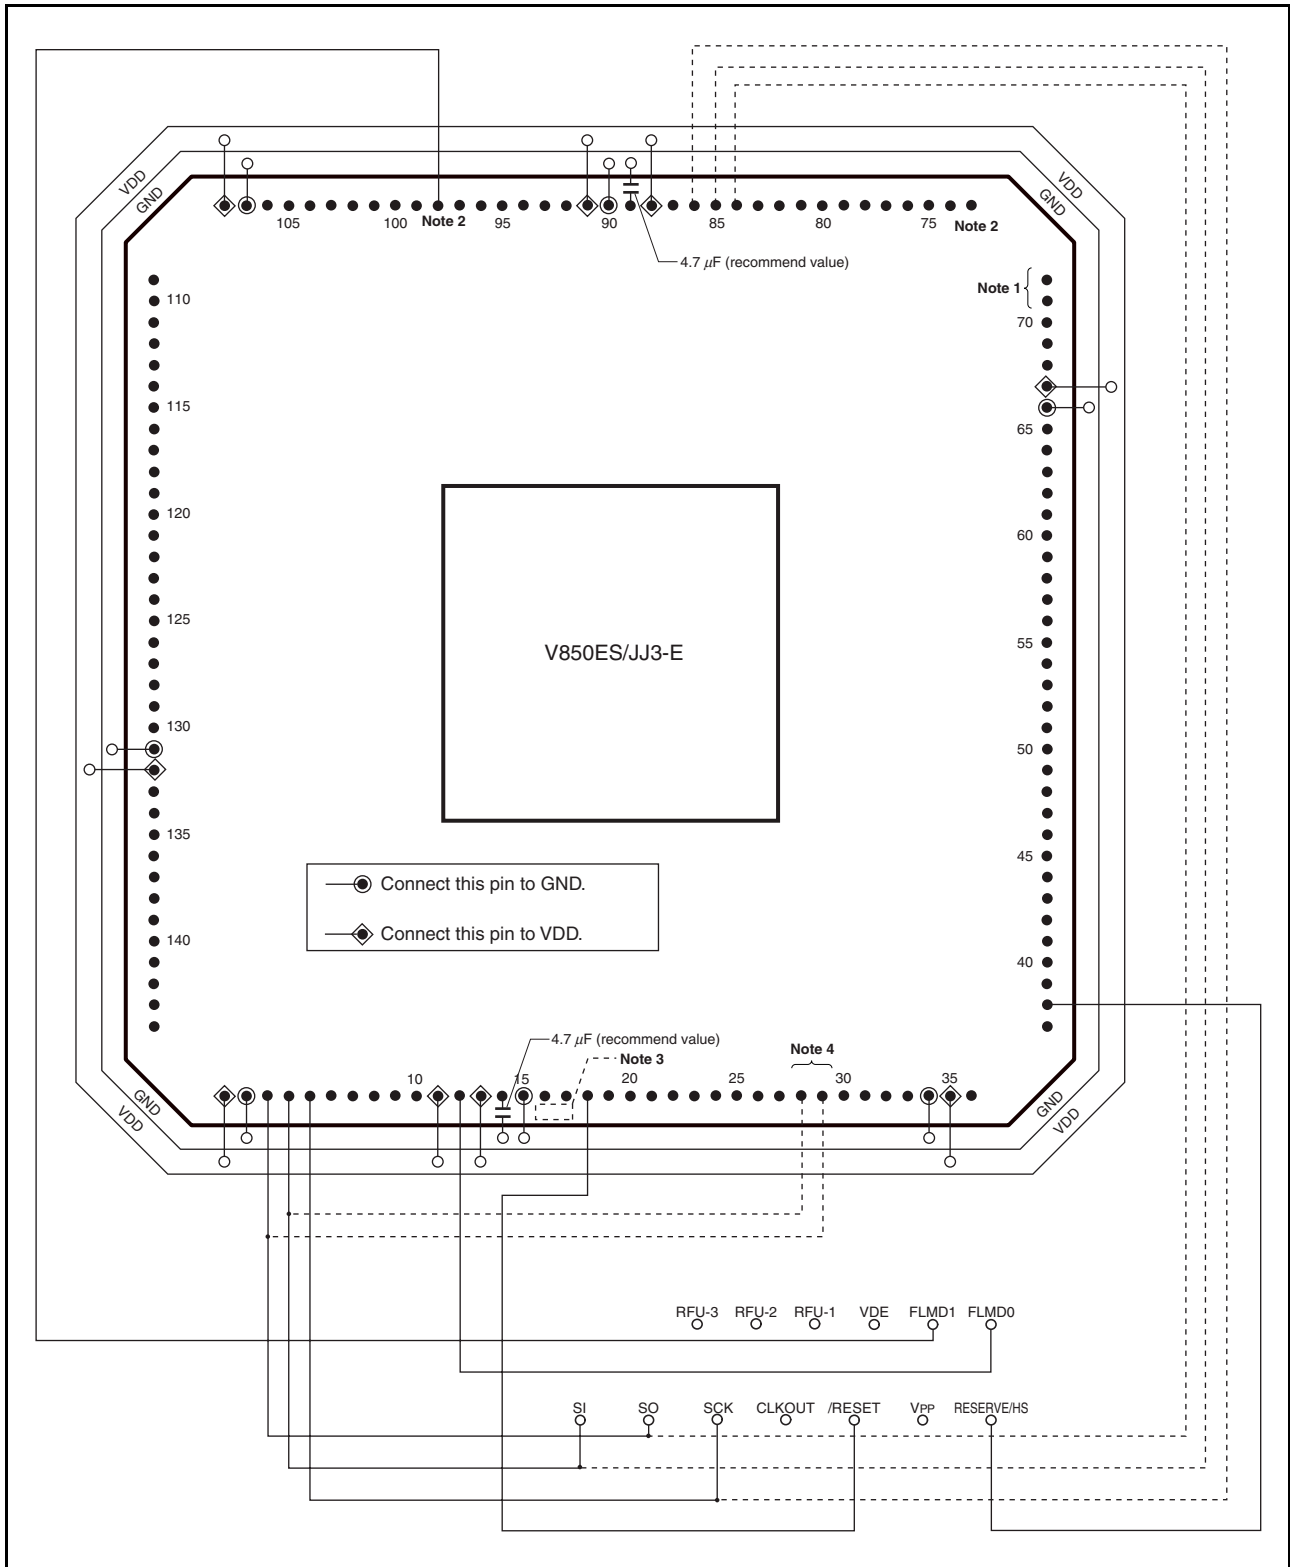 VDD
GND
VDD
GND
105
100
Note 2
95
90
85
80
75
Note 2
4.7 μF (recommend value)
Note 1
110
70
115
65
120
60
125
55
V850ES/JJ3-E
130
50
135
45
Connect this pin to GND.
Connect this pin to VDD.
140
40
4.7 μF (recommend value)
Note 3
Note 4
10
15
20
25
30
35
GND
VDD
GND
VDD
RFU-3
RFU-2
RFU-1
VDE
FLMD1
FLMD0
SI
SO
SCK
CLKOUT
/RESET
VPP
RESERVE/HS